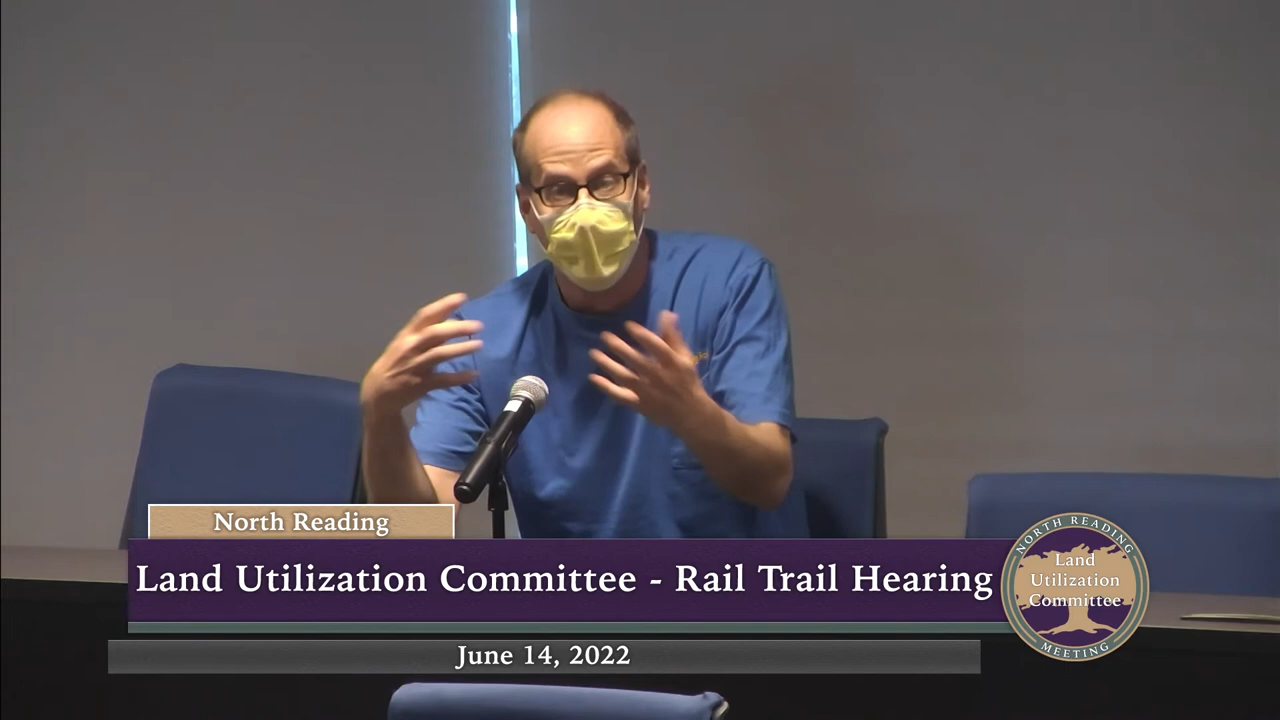 North Reading
Land Utilization Committee - Rail Trail Hearing
June 14, 2022
NORTH READING
Land
Utilization
Committee
MEETING